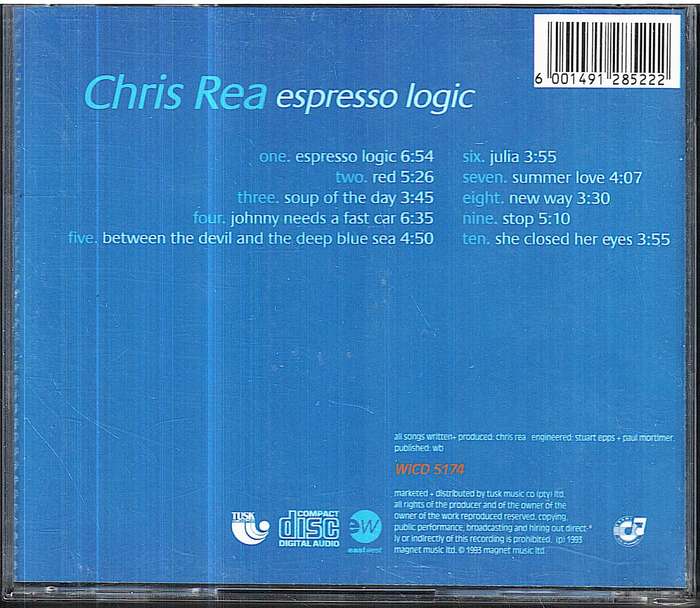 6 001491 285222
Chris Rea espresso logic
one. espresso logic 6:54
two. red 5:26
three. soup of the day 3:45
four. johnny needs a fast car 6:35
five. between the devil and the deep blue sea 4:50
six. julia 3:55
seven. summer love 4:07
eight. new way 3:30
nine. stop 5:10
ten. she closed her eyes 3:55
all songs written+ produced: chris rea engineered: stuart epps + paul mortimer.
published: wb
WICD 5174
marketed + distributed by tusk music co (pty) ltd.
all rights of the producer and of the owner of the
owner of the work reproduced reserved. copying,
public performance, broadcasting and hiring out direct-*
ly or indirectly of this recording is prohibited. (p) 1993
magnet music ltd. © 1993 magnet music ltd.
TUSK
COMPACT
disc
DIGITAL AUDIO
ew
eastwest